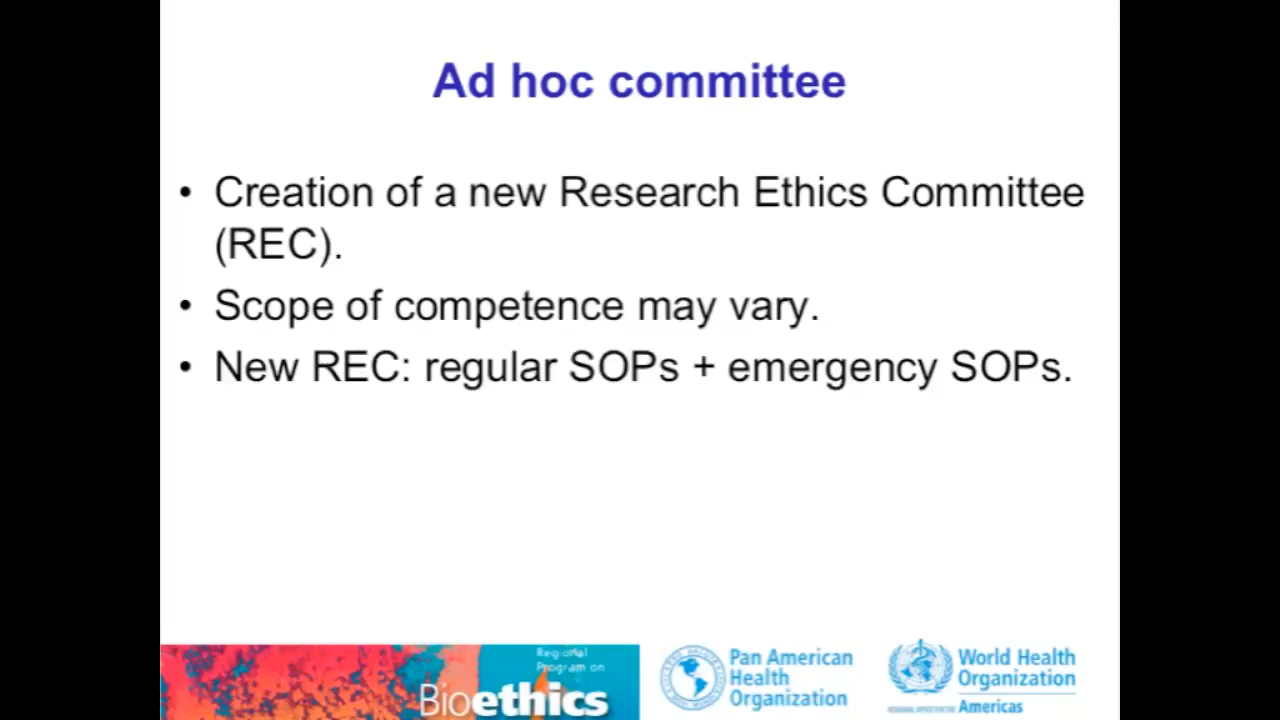 Ad hoc committee
• Creation of a new Research Ethics Committee
(REC).
• Scope of competence may vary.
• New REC: regular SOPs + emergency SOPs.
Regional
Program on
Bioethics
Pan American
Health
Organization
World Health
Organization
Americas